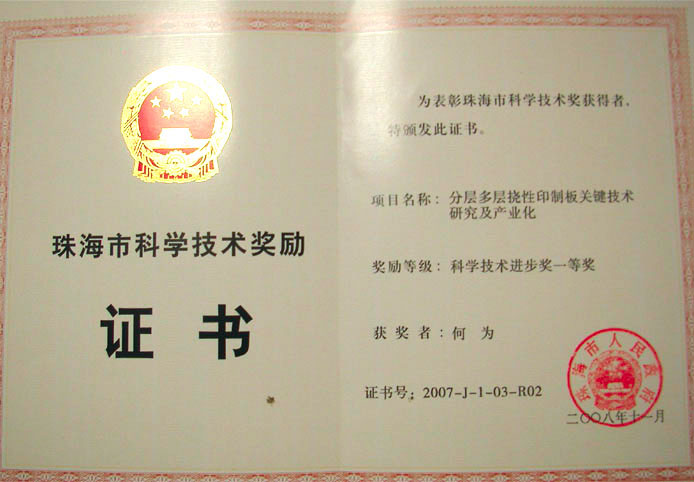 珠海市科学技术奖励
证书
为表彰珠海市科学技术奖获得者，
特颁发此证书。
项目名称：分层多层挠性印制板关键技术
研究及产业化
奖励等级：科学技术进步奖一等奖
获奖者：何为
证书号：2007-J-1-03-R02
珠海市人民政府
二〇〇八年十一月